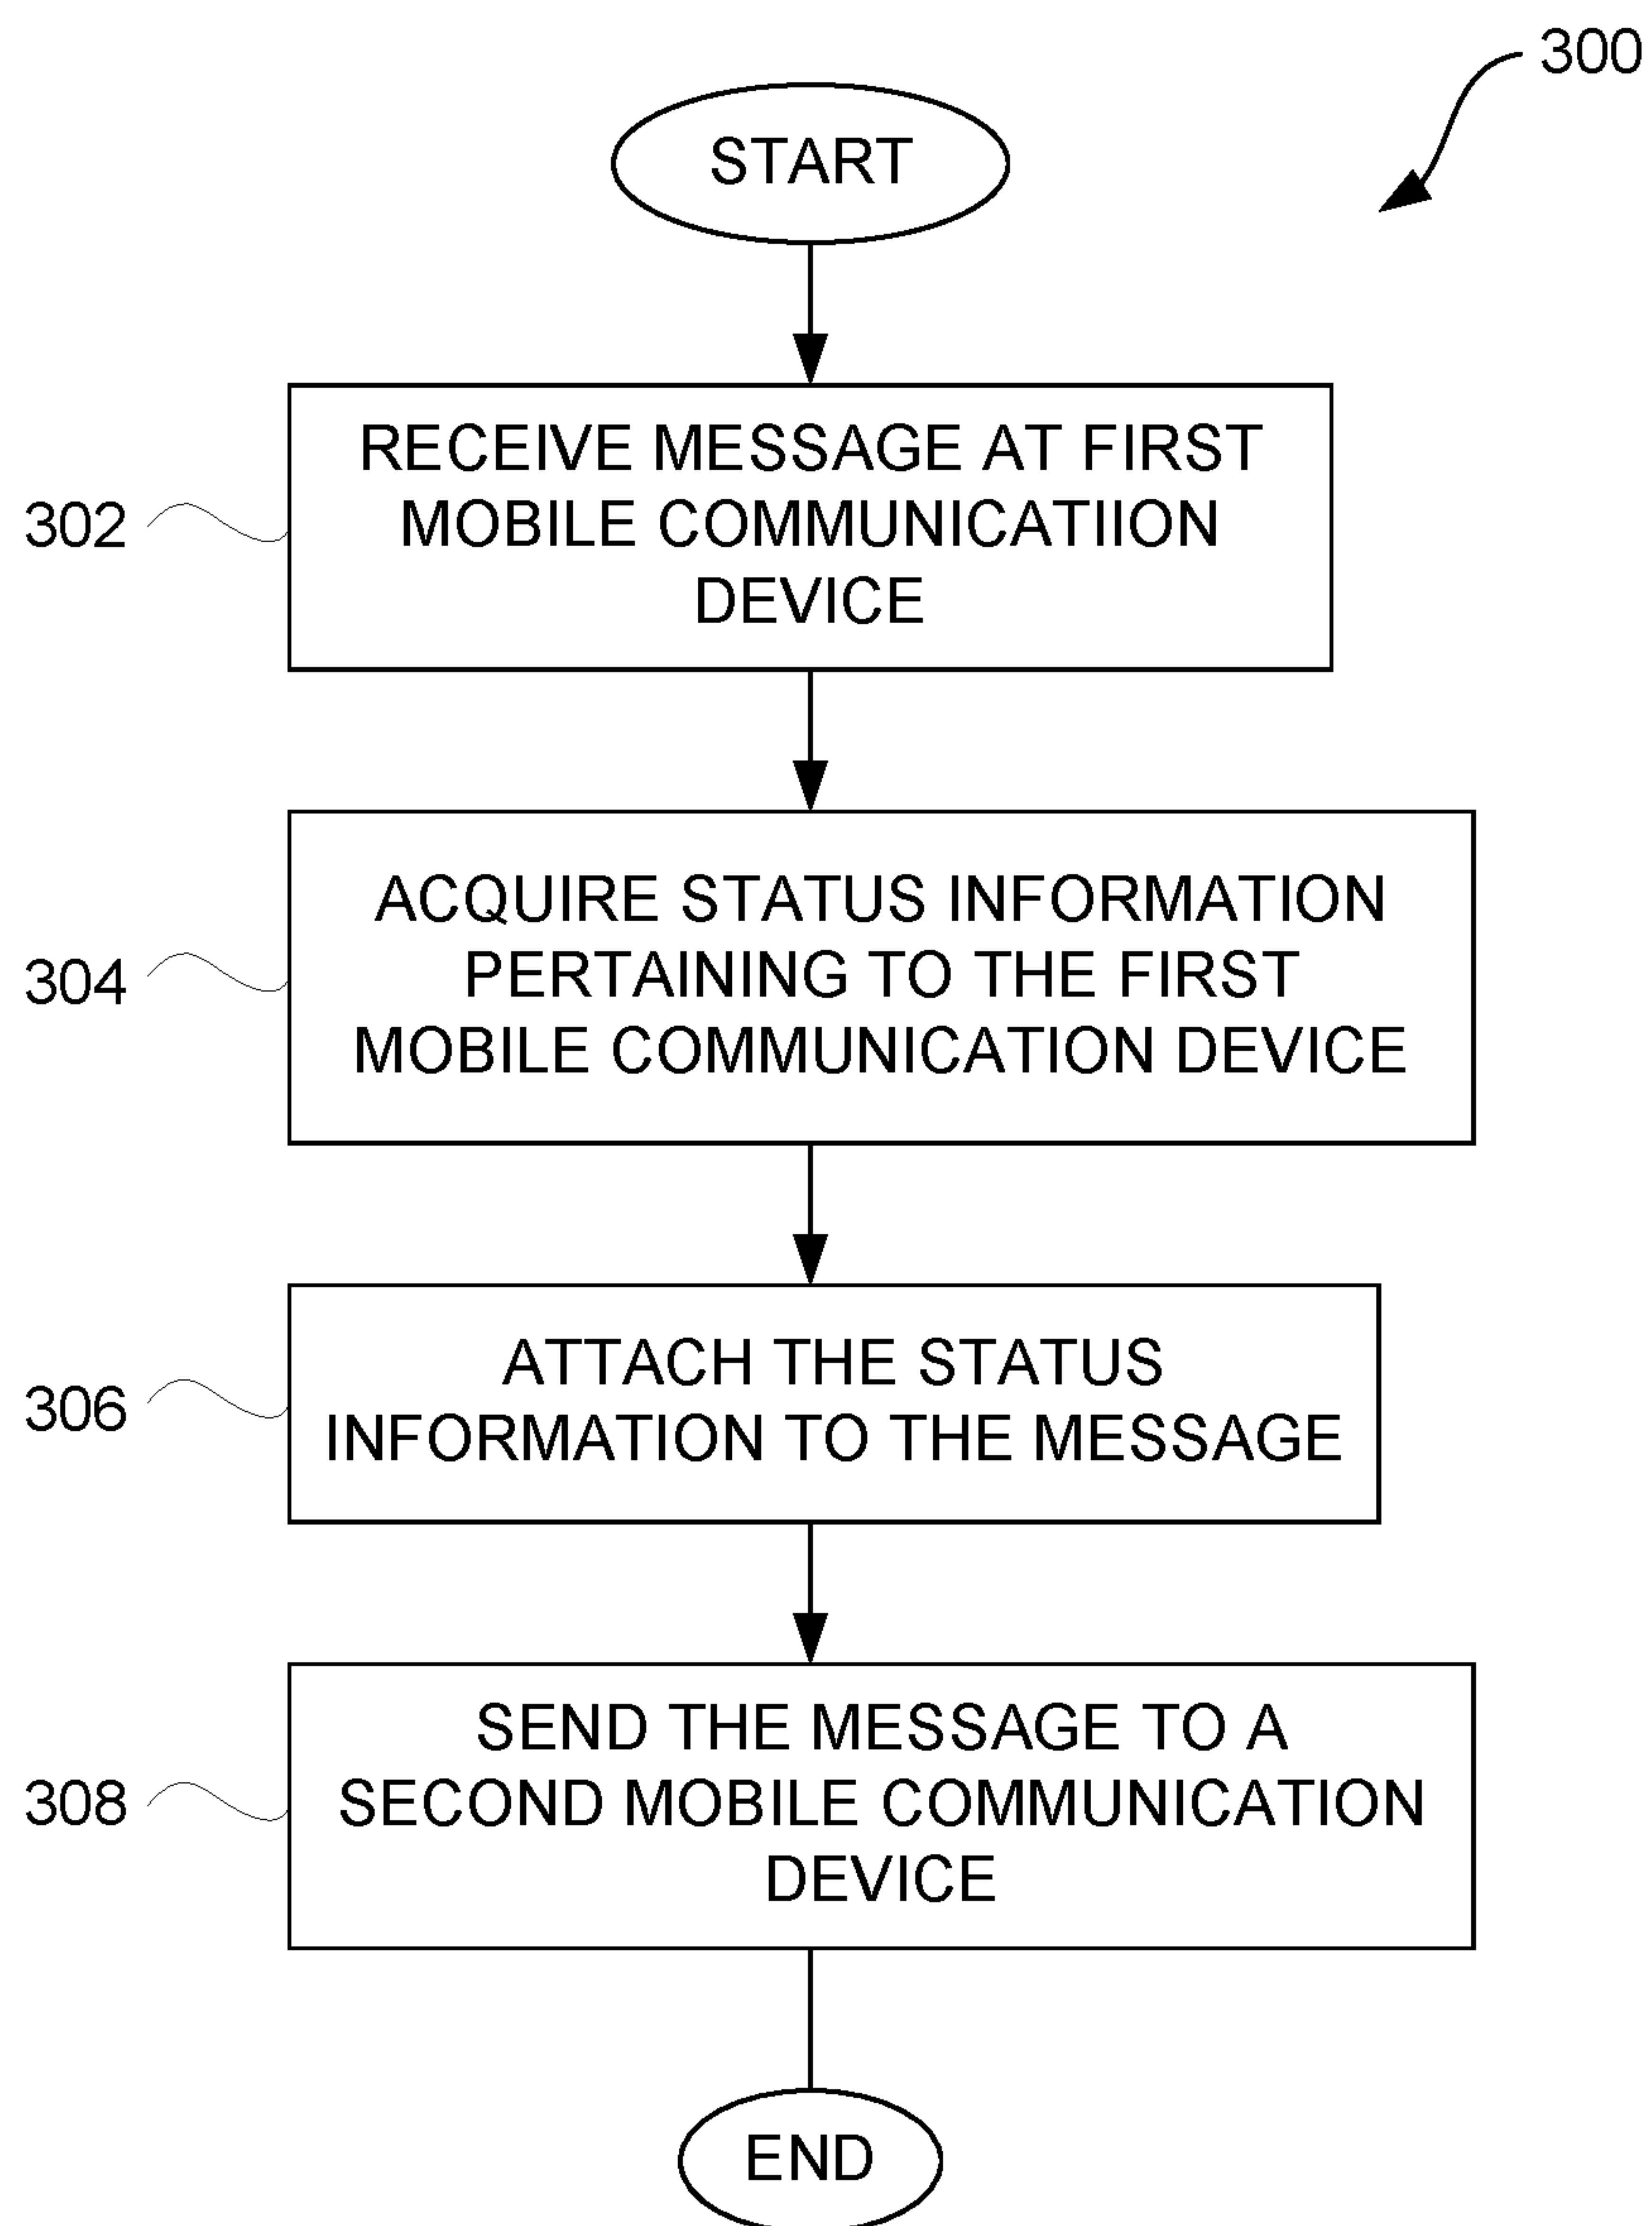 300
START
RECEIVE MESSAGE AT FIRST
MOBILE COMMUNICATIION
DEVICE
302
ACQUIRE STATUS INFORMATION
PERTAINING TO THE FIRST
MOBILE COMMUNICATION DEVICE
304
ATTACH THE STATUS
INFORMATION TO THE MESSAGE
306
SEND THE MESSAGE TO A
SECOND MOBILE COMMUNICATION
DEVICE
308
END